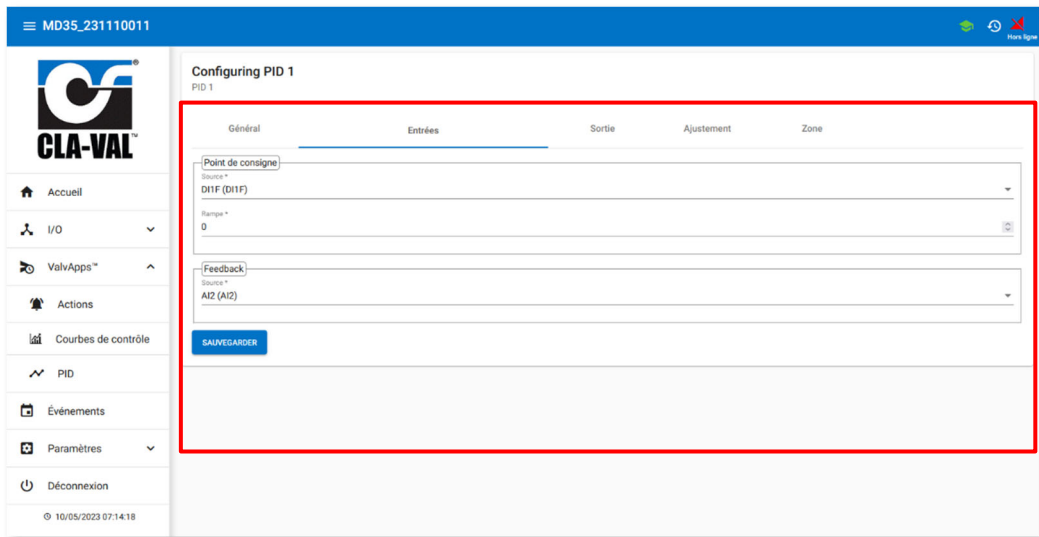 MD35_231110011
Hors ligne
CLA-VAL™
Accueil
I/O
ValvApps™
Actions
Courbes de contrôle
PID
Événements
Paramètres
Déconnexion
10/05/2023 07:14:18
Configuring PID 1
PID 1
Général Entrées Sortie Ajustement Zone
Point de consigne
Source *
DI1F (DI1F)
Rampe *
0
Feedback
Source *
AI2 (AI2)
SAUVEGARDER